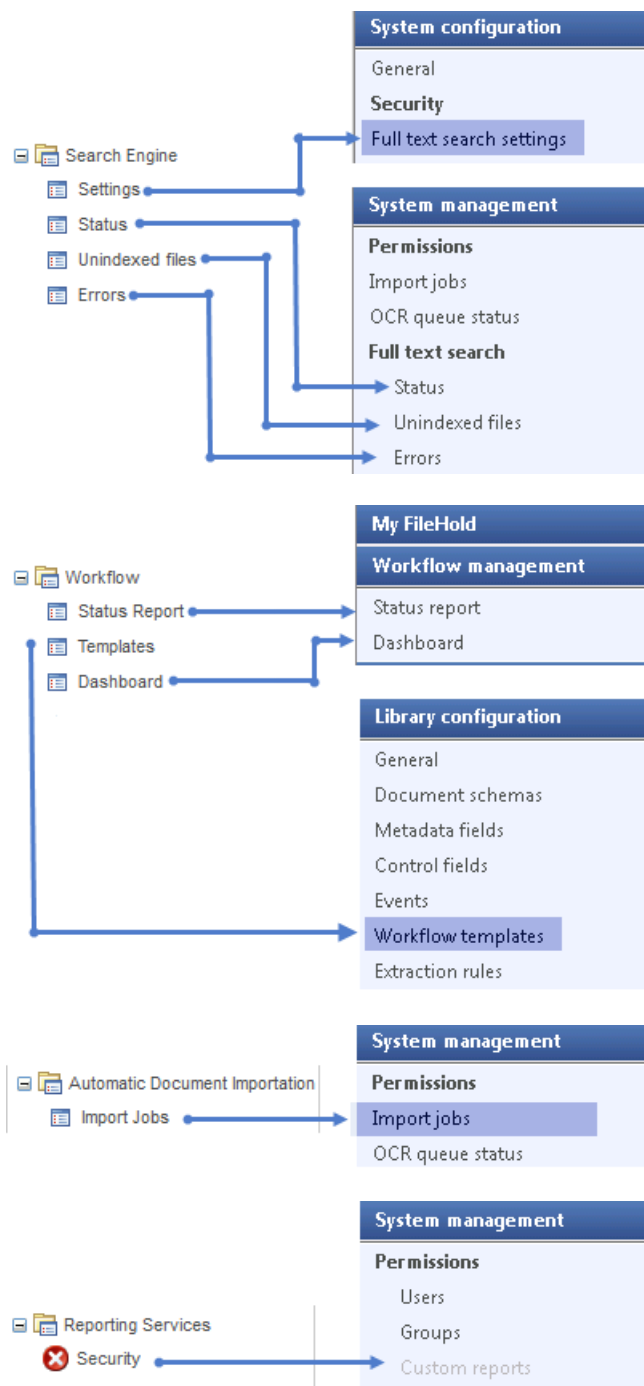 System configuration
General
Security
Full text search settings
Search Engine
Settings
Status
Unindexed files
Errors
System management
Permissions
Import jobs
OCR queue status
Full text search
Status
Unindexed files
Errors
My FileHold
Workflow management
Status report
Dashboard
Workflow
Status Report
Templates
Dashboard
Library configuration
General
Document schemas
Metadata fields
Control fields
Events
Workflow templates
Extraction rules
System management
Permissions
Import jobs
OCR queue status
Automatic Document Importation
Import Jobs
System management
Permissions
Users
Groups
Custom reports
Reporting Services
Security